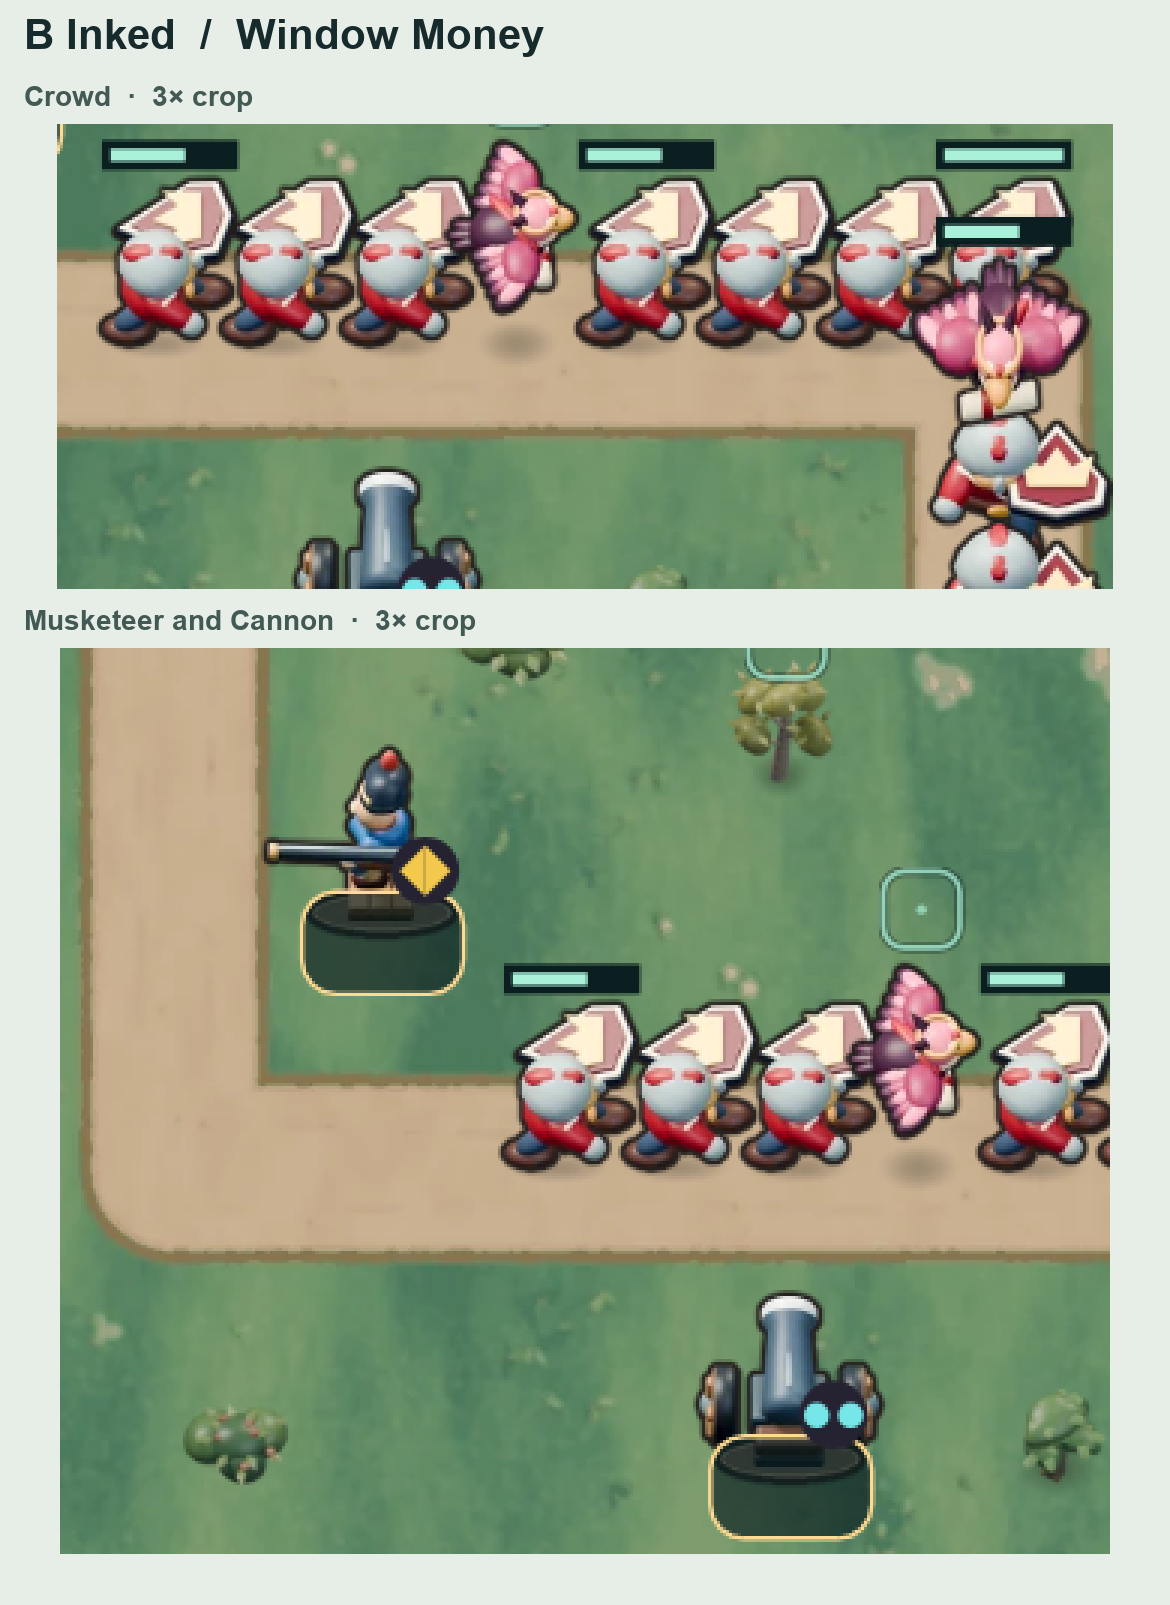 B Inked / Window Money
Crowd · 3× crop
Musketeer and Cannon · 3× crop